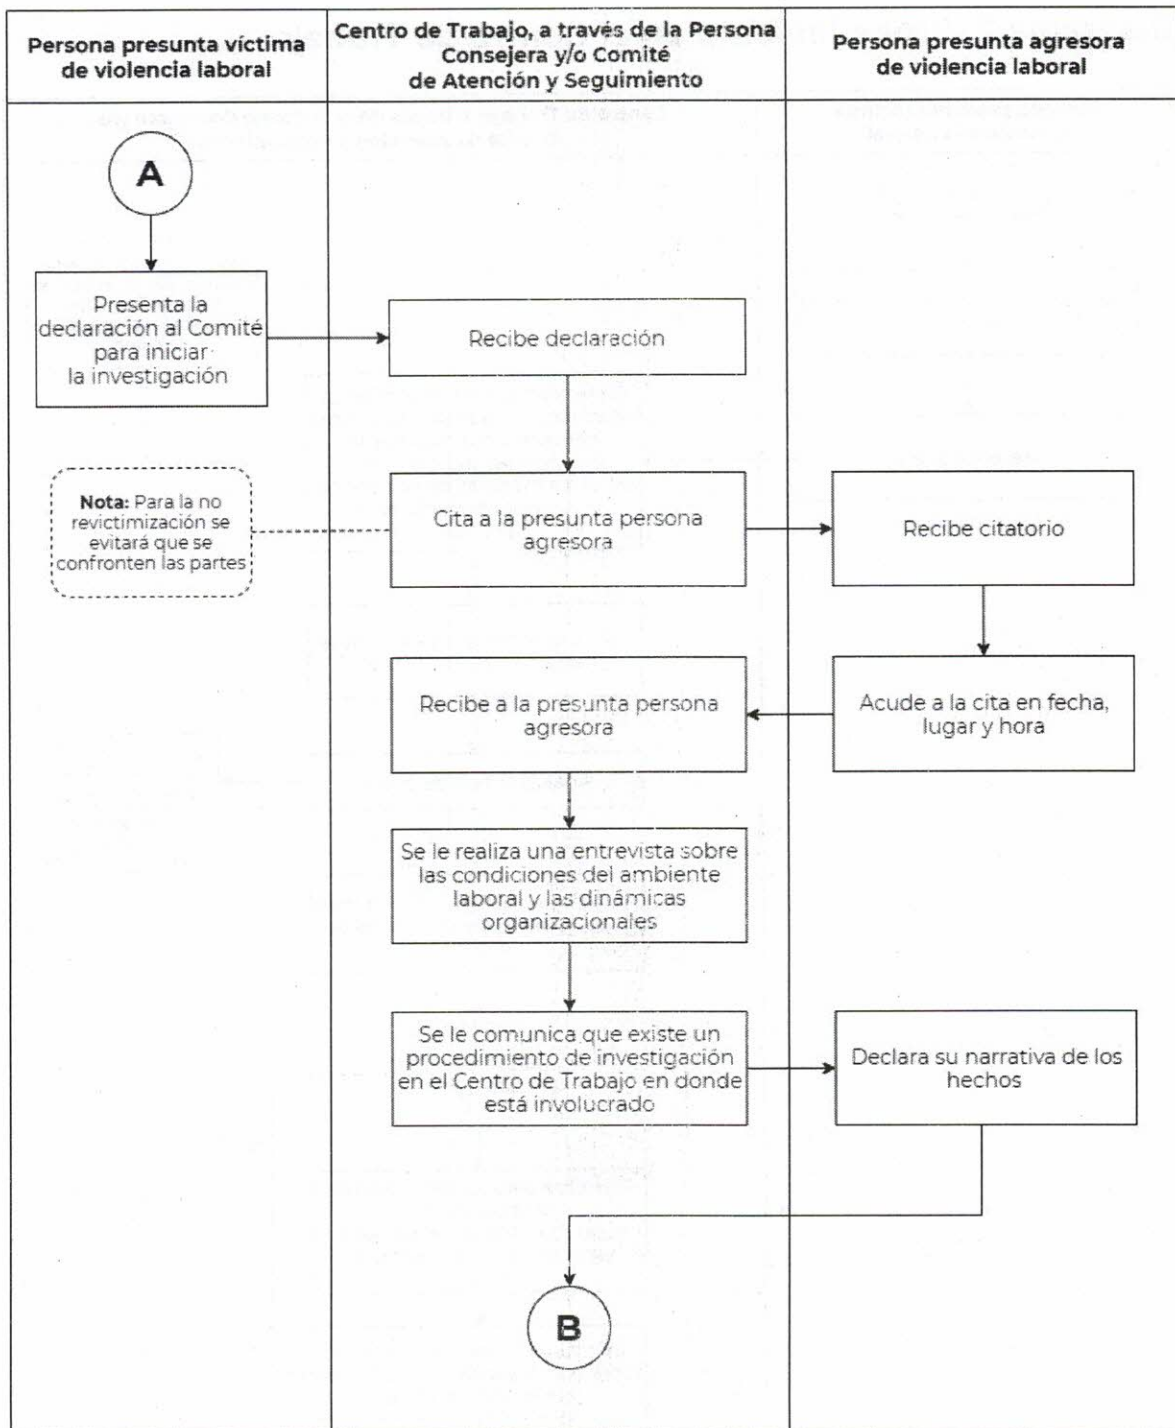 Persona presunta víctima
de violencia laboral
Centro de Trabajo, a través de la Persona
Consejera y/o Comité
de Atención y Seguimiento
Persona presunta agresora
de violencia laboral
A
Presenta la
declaración al Comité
para iniciar
la investigación
Recibe declaración
Nota: Para la no
revictimización se
evitará que se
confronten las partes
Cita a la presunta persona
agresora
Recibe citatorio
Recibe a la presunta persona
agresora
Acude a la cita en fecha,
lugar y hora
Se le realiza una entrevista sobre
las condiciones del ambiente
laboral y las dinámicas
organizacionales
Se le comunica que existe un
procedimiento de investigación
en el Centro de Trabajo en donde
está involucrado
Declara su narrativa de los
hechos
B